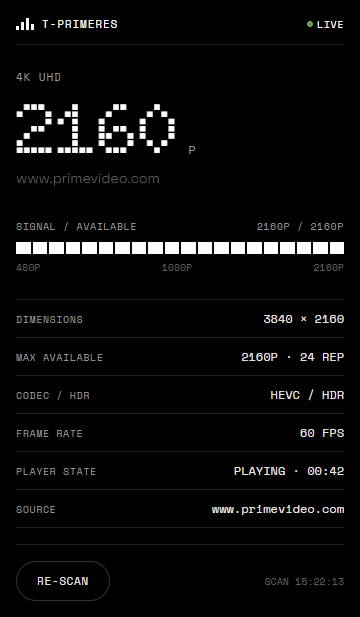 T-PRIMERES
LIVE
4K UHD
2160 P
www.primevideo.com
SIGNAL / AVAILABLE 2160P / 2160P
480P 1080P 2160P
DIMENSIONS 3840 × 2160
MAX AVAILABLE 2160P · 24 REP
CODEC / HDR HEVC / HDR
FRAME RATE 60 FPS
PLAYER STATE PLAYING · 00:42
SOURCE www.primevideo.com
RE-SCAN SCAN 15:22:13